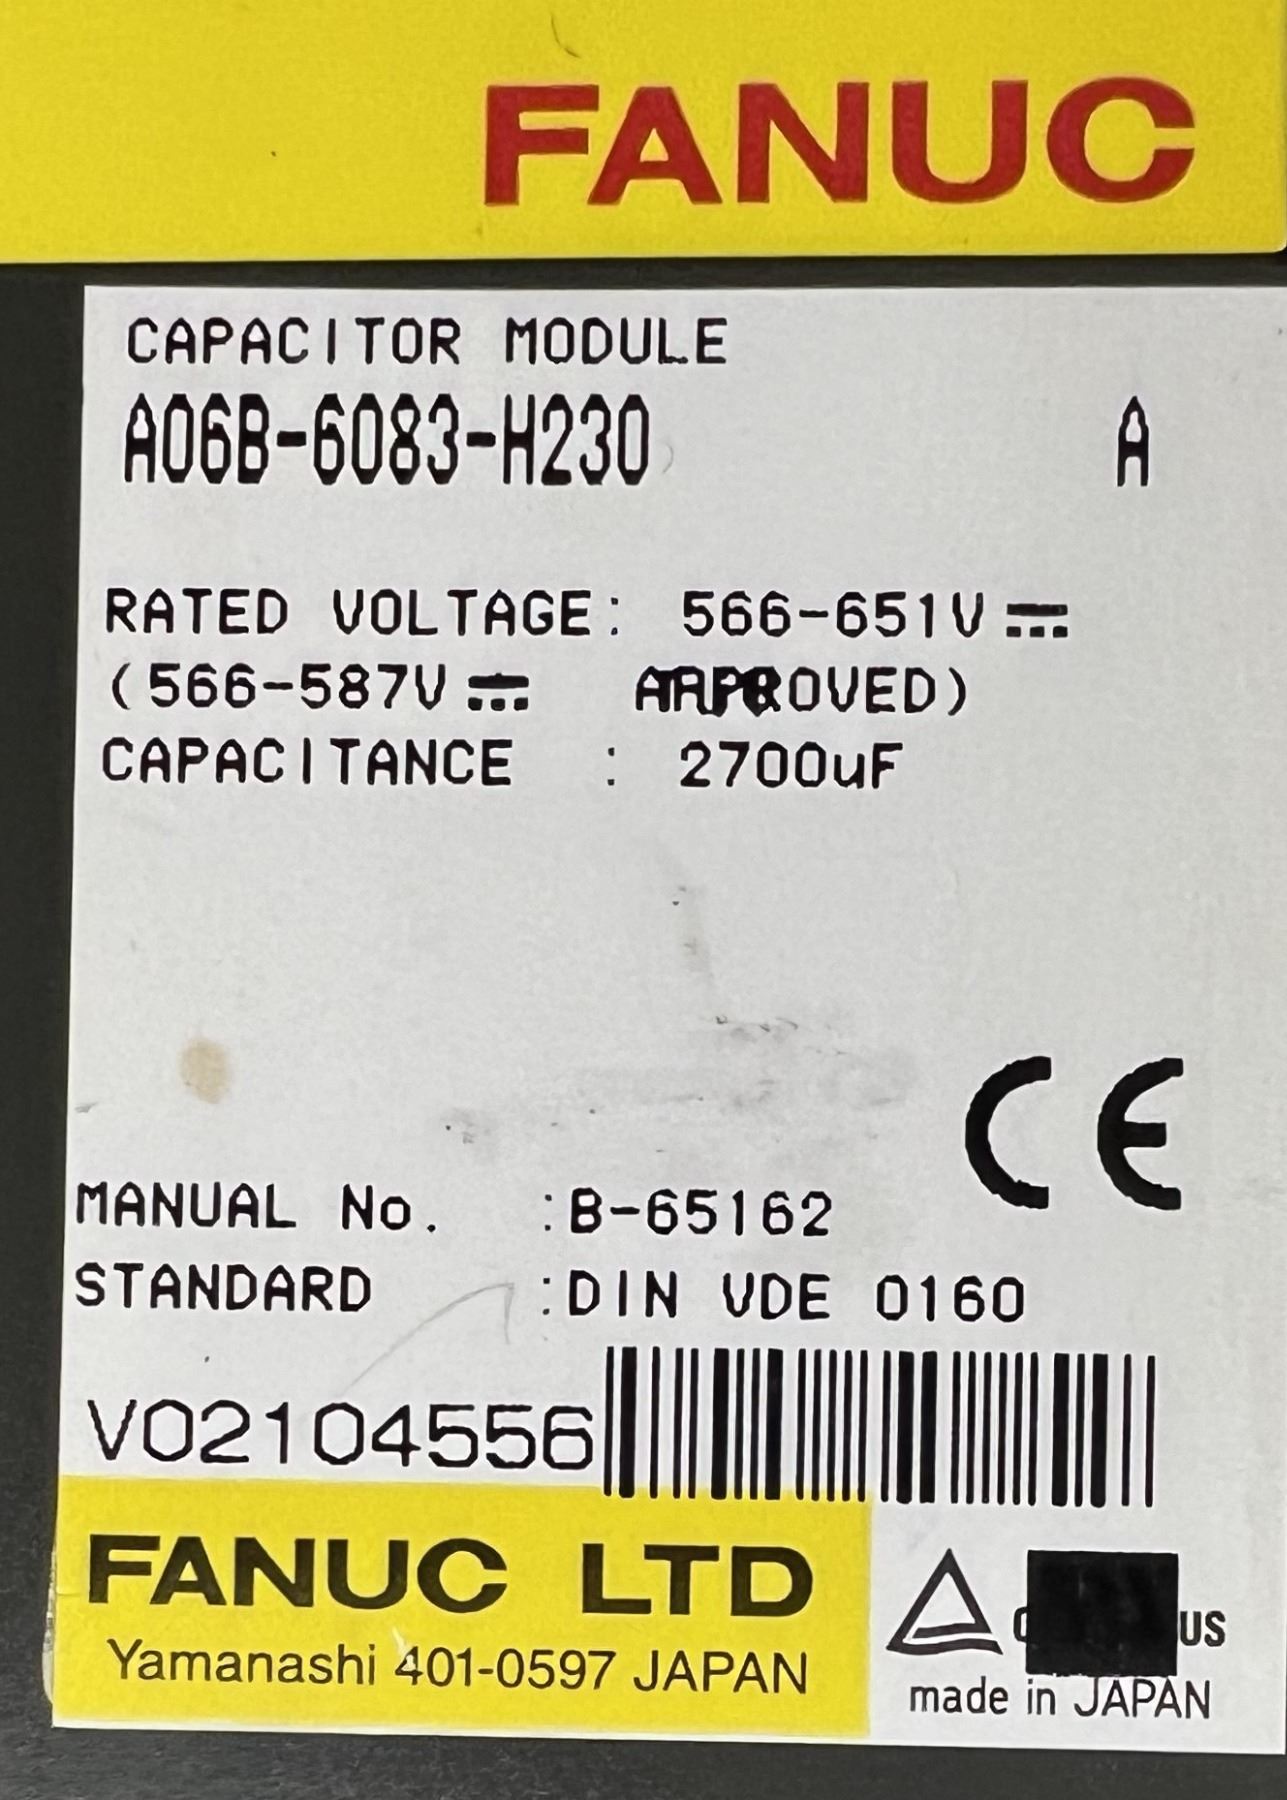 FANUC
CAPACITOR MODULE
A06B-6083-H230 A
RATED VOLTAGE: 566-651V
(566-587V APPROVED)
CAPACITANCE : 2700uF
CE
MANUAL No. :B-65162
STANDARD :DIN VDE 0160
V02104556
FANUC LTD
Yamanashi 401-0597 JAPAN
US
made in JAPAN